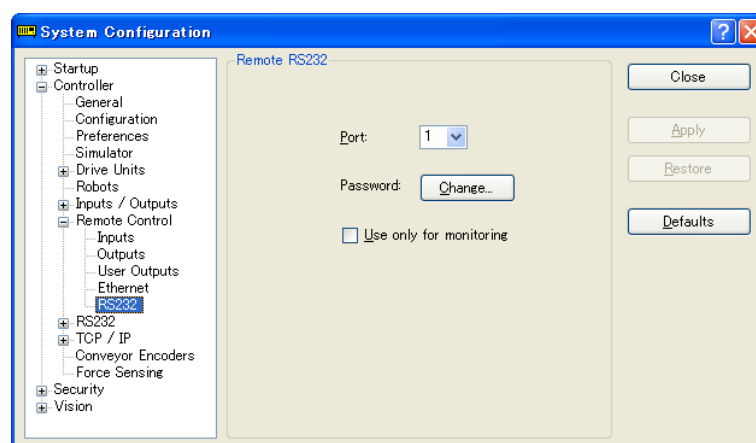 System Configuration
Startup
Controller
General
Configuration
Preferences
Simulator
Drive Units
Robots
Inputs / Outputs
Remote Control
Inputs
Outputs
User Outputs
Ethernet
RS232
RS232
TCP / IP
Conveyor Encoders
Force Sensing
Security
Vision
Remote RS232
Port: 1
Password: Change...
Use only for monitoring
Close
Apply
Restore
Defaults